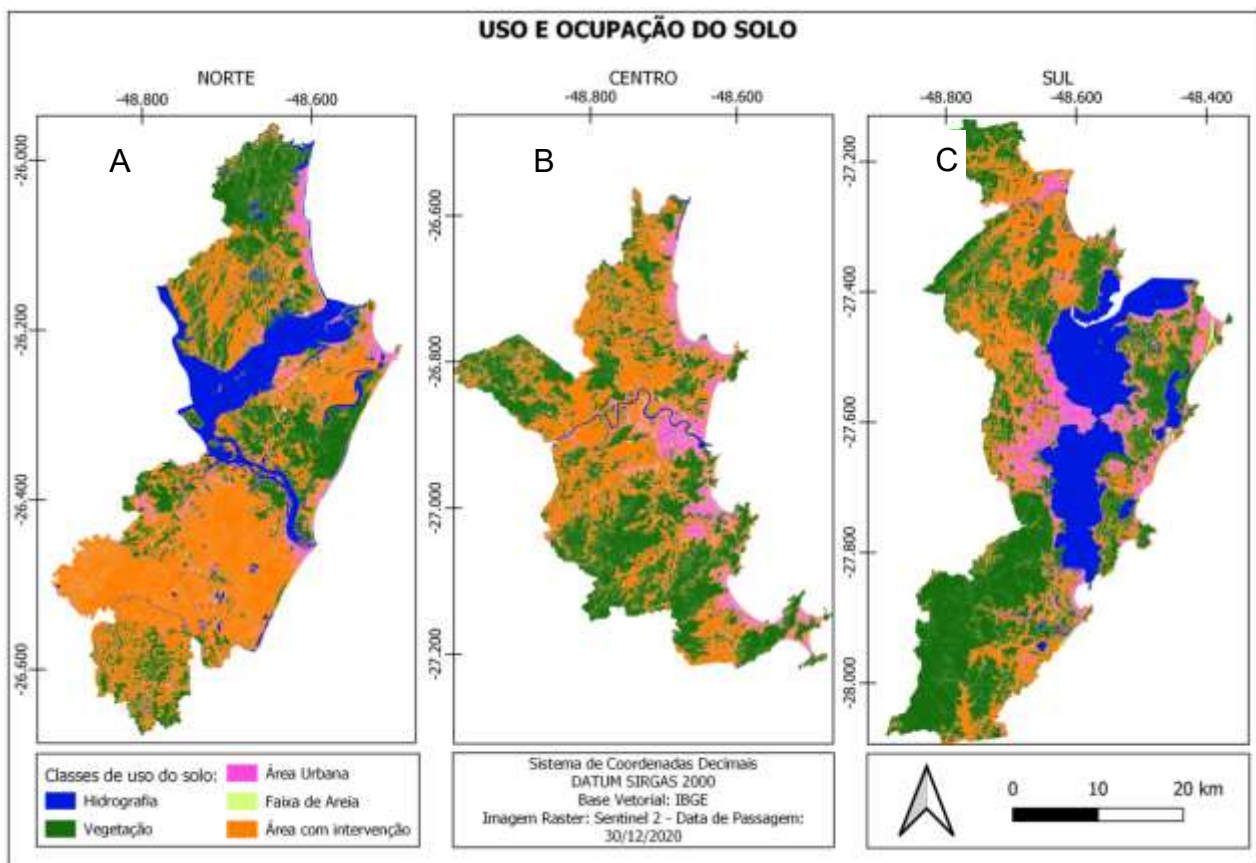 USO E OCUPAÇÃO DO SOLO
NORTE
-48.800 -48.600
A
-26.000
-26.200
-26.400
-26.600
CENTRO
-48.800 -48.600
B
-26.600
-26.800
-27.000
-27.200
SUL
-48.800 -48.600 -48.400
C
-27.200
-27.400
-27.600
-27.800
-28.000
Classes de uso do solo:
Hidrografia
Vegetação
Área Urbana
Faixa de Areia
Área com intervenção
Sistema de Coordenadas Decimais
DATUM SIRGAS 2000
Base Vetorial: IBGE
Imagem Raster: Sentinel 2 - Data de Passagem:
30/12/2020
0 10 20 km